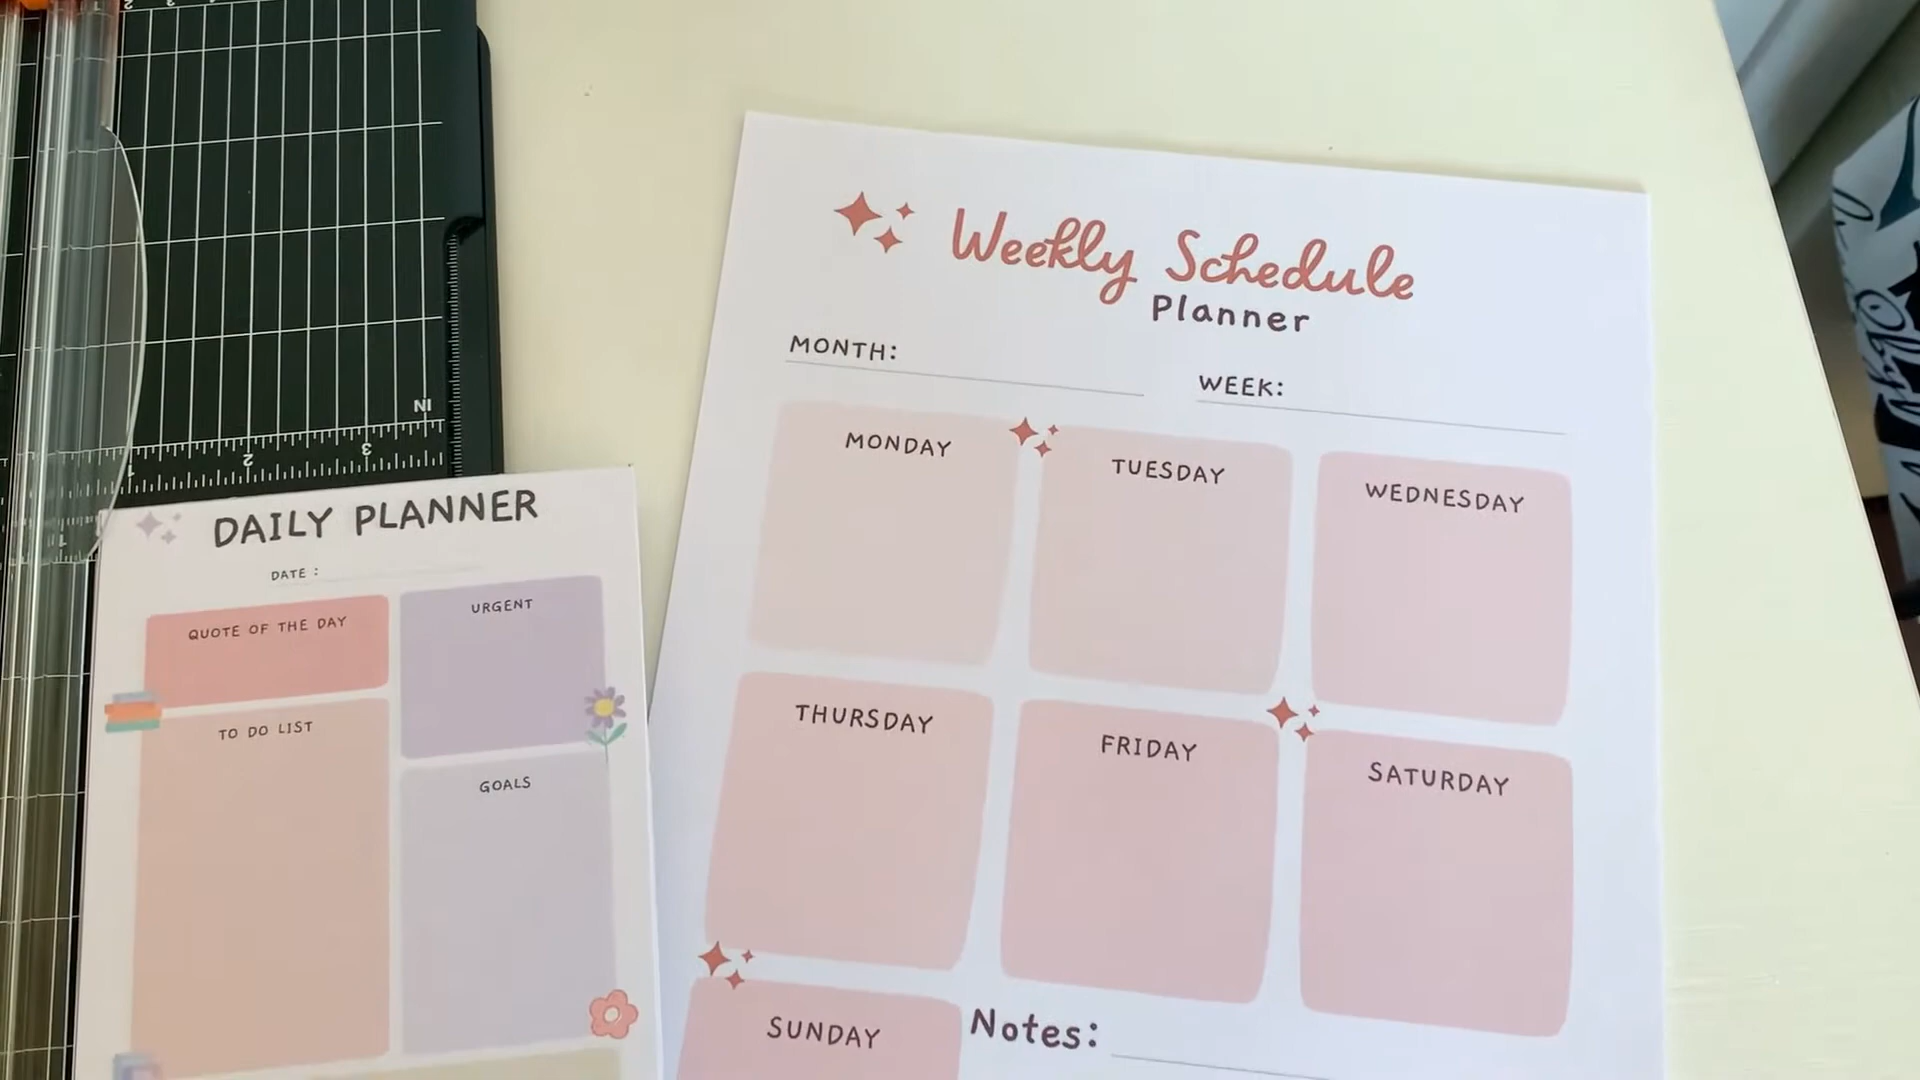 Weekly Schedule
Planner
MONTH:
WEEK:
MONDAY
TUESDAY
WEDNESDAY
THURSDAY
FRIDAY
SATURDAY
SUNDAY
Notes:
DAILY PLANNER
DATE :
QUOTE OF THE DAY
URGENT
TO DO LIST
GOALS
IN
1 2 3